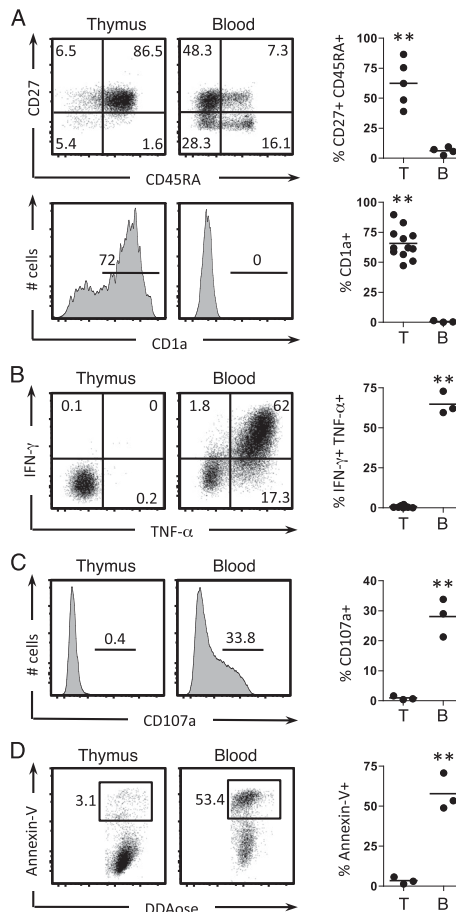 A
Thymus
Blood
6.5 86.5
5.4 1.6
48.3 7.3
28.3 16.1
CD27
CD45RA
% CD27+ CD45RA+
100
75
50
25
0
**
T B
# cells
72
0
CD1a
% CD1a+
100
75
50
25
0
**
T B
B
Thymus
Blood
0.1 0
0.2
1.8 62
17.3
IFN-γ
TNF-α
% IFN-γ+ TNF-α+
75
50
25
0
**
T B
C
Thymus
Blood
# cells
0.4
33.8
CD107a
% CD107a+
40
30
20
10
0
**
T B
D
Thymus
Blood
Annexin-V
3.1
53.4
DDAose
% Annexin-V+
75
50
25
0
**
T B